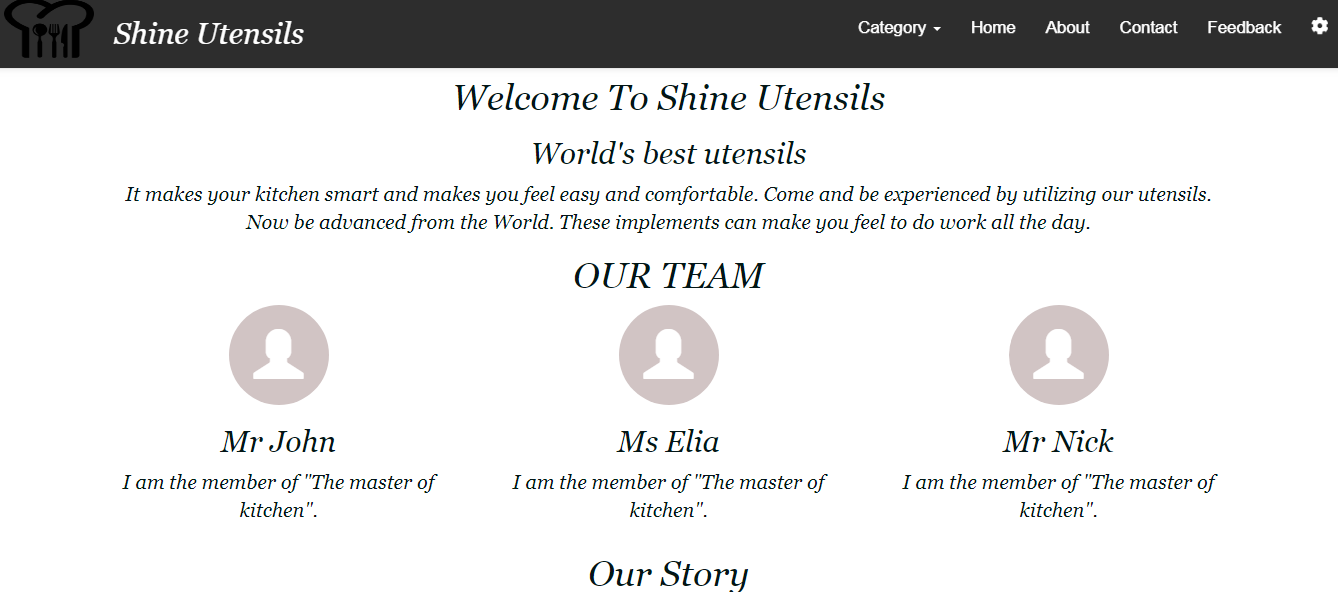 Shine Utensils
Category
Home
About
Contact
Feedback
Welcome To Shine Utensils
World's best utensils
It makes your kitchen smart and makes you feel easy and comfortable. Come and be experienced by utilizing our utensils.
Now be advanced from the World. These implements can make you feel to do work all the day.
OUR TEAM
Mr John
I am the member of "The master of
kitchen".
Ms Elia
I am the member of "The master of
kitchen".
Mr Nick
I am the member of "The master of
kitchen".
Our Story